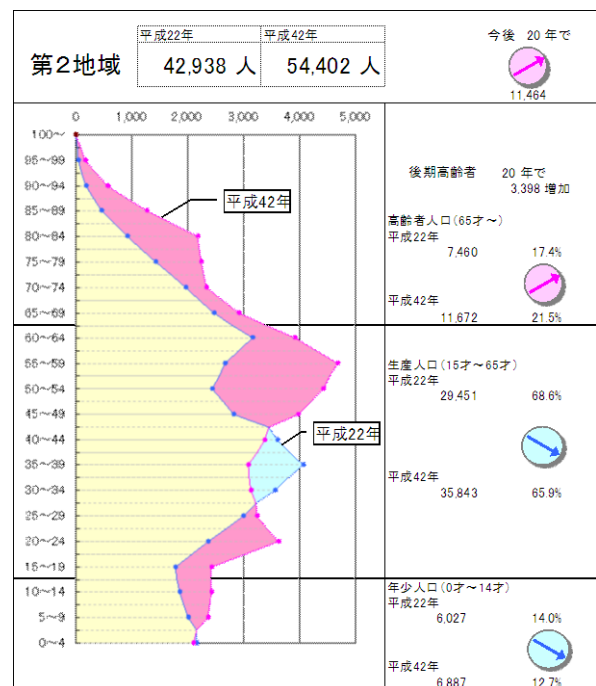 第2地域
平成22年 平成42年
42,938 人 54,402 人
今後 20 年で
11,464
0 1,000 2,000 3,000 4,000 5,000
100～
95～99
90～94
85～89
80～84
75～79
70～74
65～69
60～64
55～59
50～54
45～49
40～44
35～39
30～34
25～29
20～24
15～19
10～14
5～9
0～4
平成42年
平成22年
後期高齢者 20 年で
3,398 増加
高齢者人口(65才～)
平成22年
7,460 17.4%
平成42年
11,672 21.5%
生産人口(15才～65才)
平成22年
29,451 68.6%
平成42年
35,843 65.9%
年少人口(0才～14才)
平成22年
6,027 14.0%
平成42年
6,887 12.7%